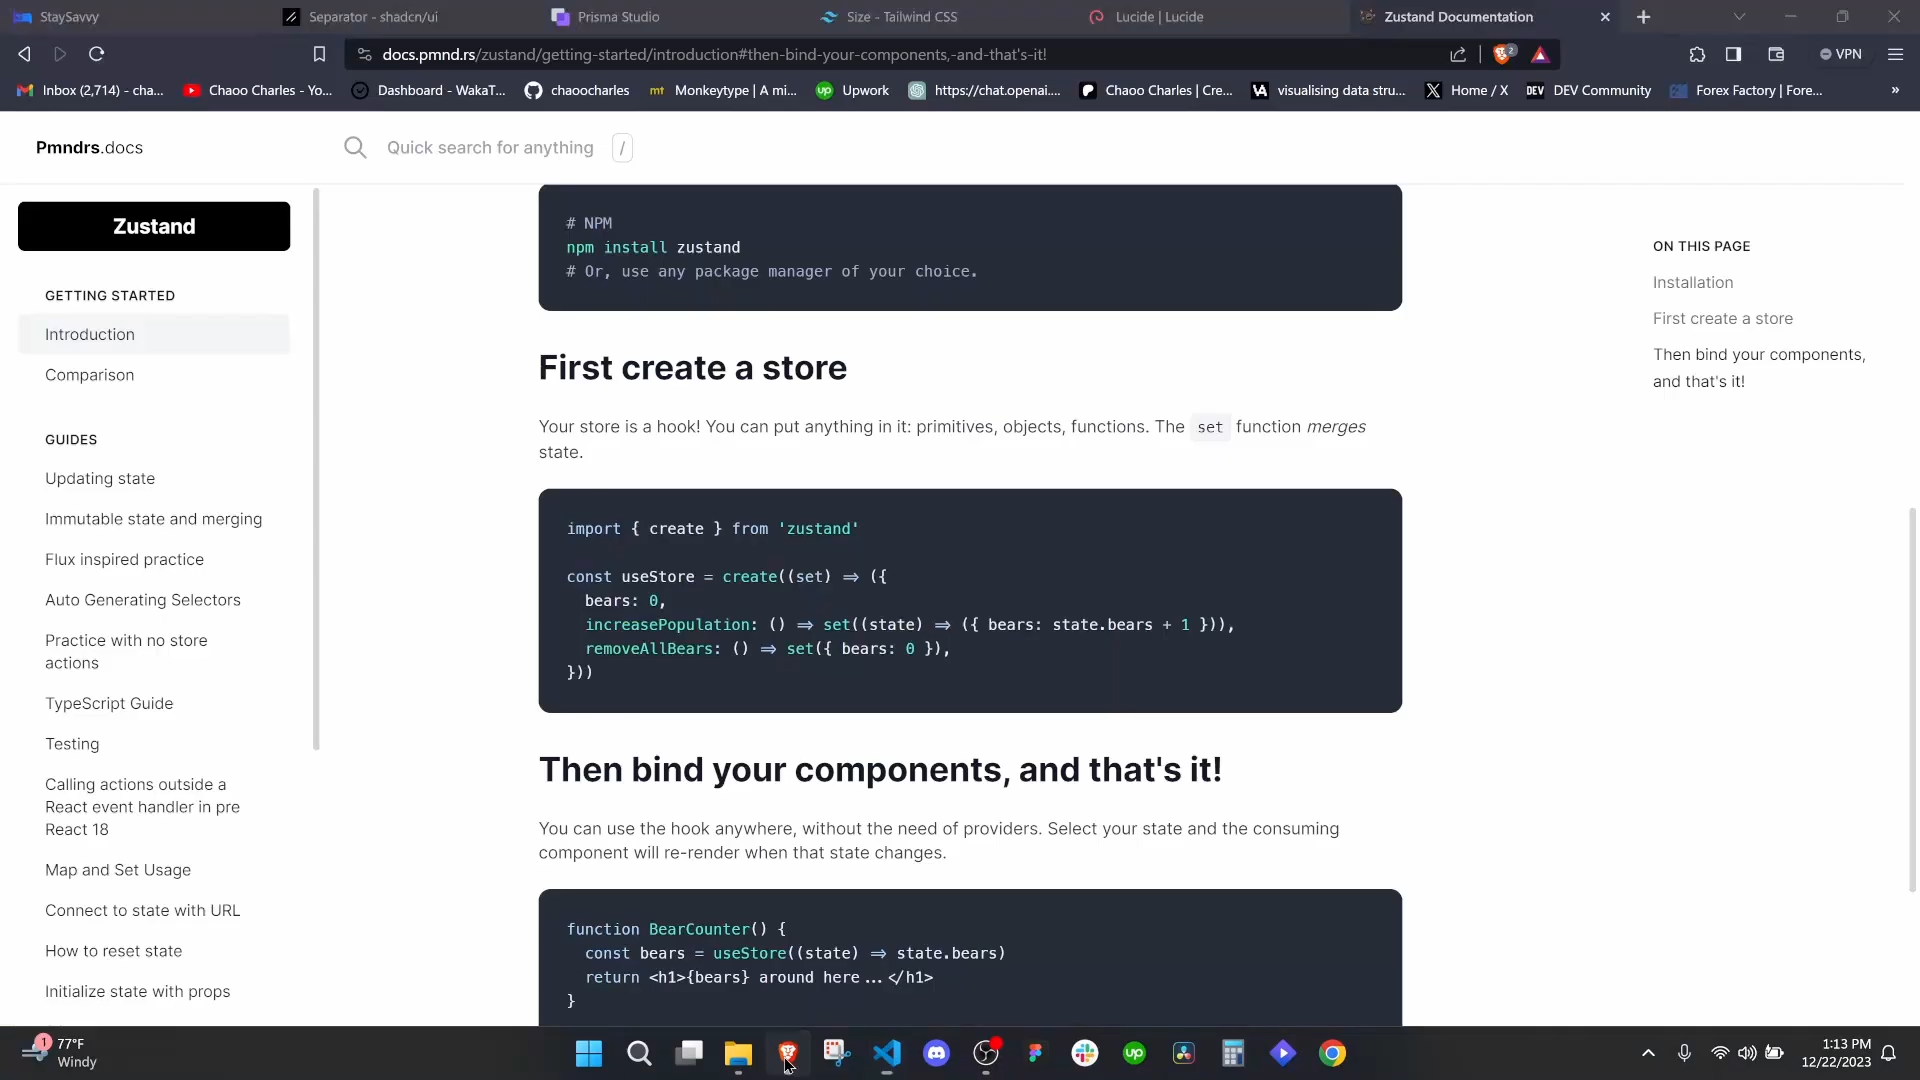 StaySavvy
Separator - shadcn/ui
Prisma Studio
Size - Tailwind CSS
Lucide | Lucide
Zustand Documentation
docs.pmnd.rs/zustand/getting-started/introduction#then-bind-your-components,-and-that's-it!
2
VPN
Inbox (2,714) - cha...
Chaoo Charles - Yo...
Dashboard - WakaT...
chaoocharles
mt Monkeytype | A mi...
up Upwork
https://chat.openai....
Chaoo Charles | Cre...
VA visualising data stru...
X Home / X
DEV DEV Community
Forex Factory | Fore...
»
Pmndrs.docs
Quick search for anything /
Zustand
GETTING STARTED
Introduction
Comparison
GUIDES
Updating state
Immutable state and merging
Flux inspired practice
Auto Generating Selectors
Practice with no store
actions
TypeScript Guide
Testing
Calling actions outside a
React event handler in pre
React 18
Map and Set Usage
Connect to state with URL
How to reset state
Initialize state with props
# NPM
npm install zustand
# Or, use any package manager of your choice.
First create a store
Your store is a hook! You can put anything in it: primitives, objects, functions. The set function merges
state.
import { create } from 'zustand'
const useStore = create((set) ⇒ ({
bears: 0,
increasePopulation: () ⇒ set((state) ⇒ ({ bears: state.bears + 1 })),
removeAllBears: () ⇒ set({ bears: 0 }),
}))
Then bind your components, and that's it!
You can use the hook anywhere, without the need of providers. Select your state and the consuming
component will re-render when that state changes.
function BearCounter() {
const bears = useStore((state) ⇒ state.bears)
return <h1>{bears} around here...</h1>
}
ON THIS PAGE
Installation
First create a store
Then bind your components,
and that's it!
1
77°F
Windy
up
1:13 PM
12/22/2023